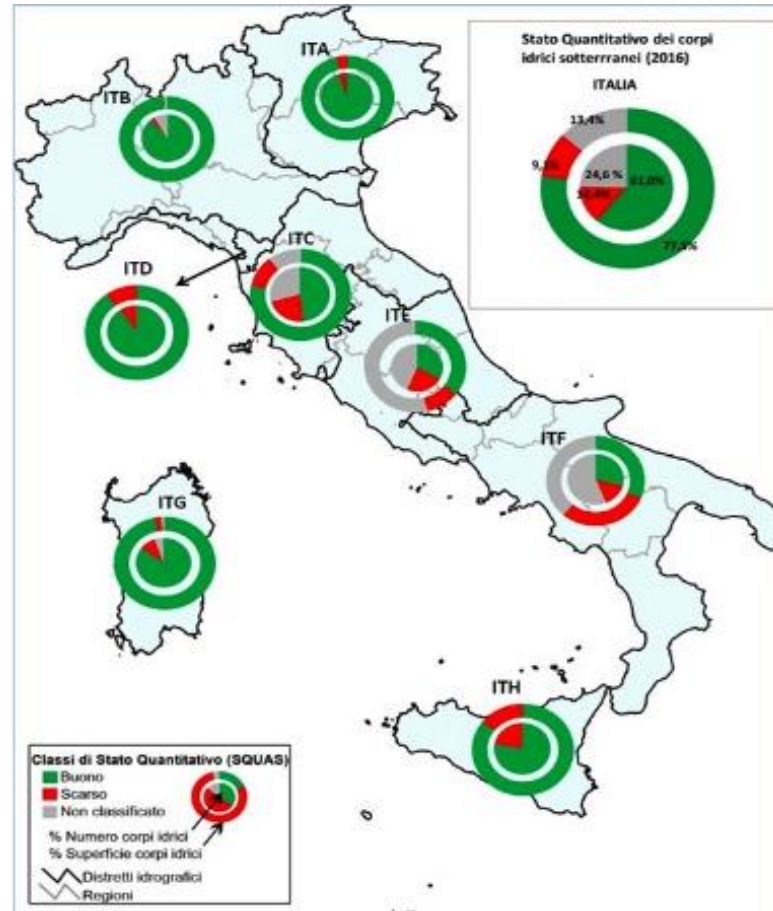 Stato Quantitativo dei corpi
idrici sotterrranei (2016)
ITALIA
13,4%
9,1%
24,6 %
61,0%
14,4%
77,5%
ITA
ITB
ITC
ITD
ITE
ITF
ITG
ITH
Classi di Stato Quantitativo (SQUAS)
Buono
Scarso
Non classificato
% Numero corpi idrici
% Superficie corpi idrici
Distretti idrografici
Regioni